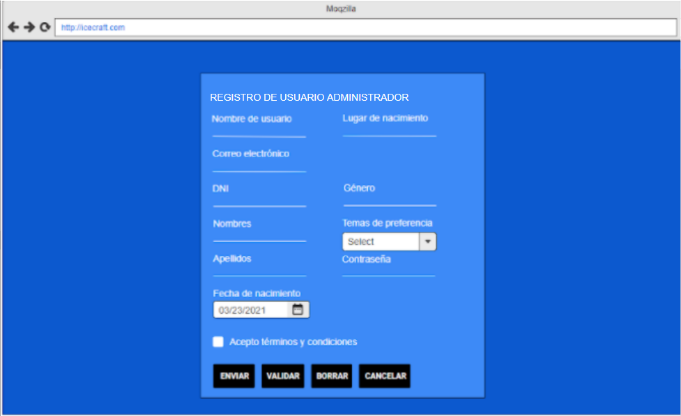 Mogzilla
http://icecraft.com
REGISTRO DE USUARIO ADMINISTRADOR
Nombre de usuario
Lugar de nacimiento
Correo electrónico
DNI
Género
Nombres
Temas de preferencia
Select
Apellidos
Contraseña
Fecha de nacimiento
03/23/2021
Acepto términos y condiciones
ENVIAR
VALIDAR
BORRAR
CANCELAR